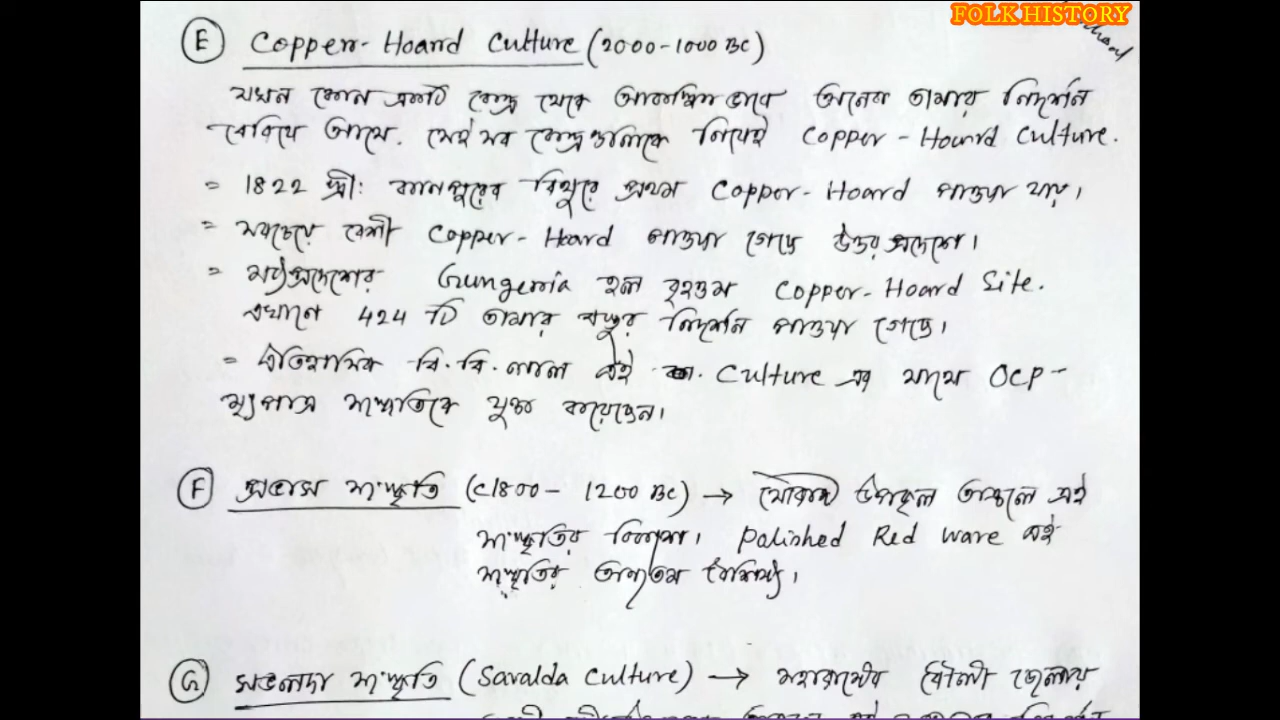 FOLK HISTORY
E Copper-Hoard Culture (2000-1000 BC)
যখন কোন একটি কেন্দ্র থেকে আকস্মিক ভাবে অনেক তামার নিদর্শন
বেরিয়ে আসে. সেই সব কেন্দ্র গুলিকে নিয়েই Copper-Hoard Culture.
= 1822 খ্রী: কানপুরের বিথুরে প্রথম Copper-Hoard পাওয়া যায়।
= সবচেয়ে বেশী Copper-Hoard পাওয়া গেছে উত্তরপ্রদেশে।
= মধ্যপ্রদেশের Gungeria হল বৃহত্তম Copper-Hoard Site.
এখানে 424 টি তামার বস্তুর নিদর্শন পাওয়া গেছে।
= ঐতিহাসিক বি. বি. লাল এই Culture এর সাথে OCP-
মৃৎপাত্র সংস্কৃতিকে যুক্ত করেছেন।
F প্রভাস সংস্কৃতি (C1800-1200 BC) → সৌরাষ্ট্র উপকূল অঞ্চলে এই
সংস্কৃতির বিকাশ। Polished Red Ware এই
সংস্কৃতির অন্যতম বৈশিষ্ট্য।
G সভলদা সংস্কৃতি (Savalda Culture) → মহারাষ্ট্রের জেলায়